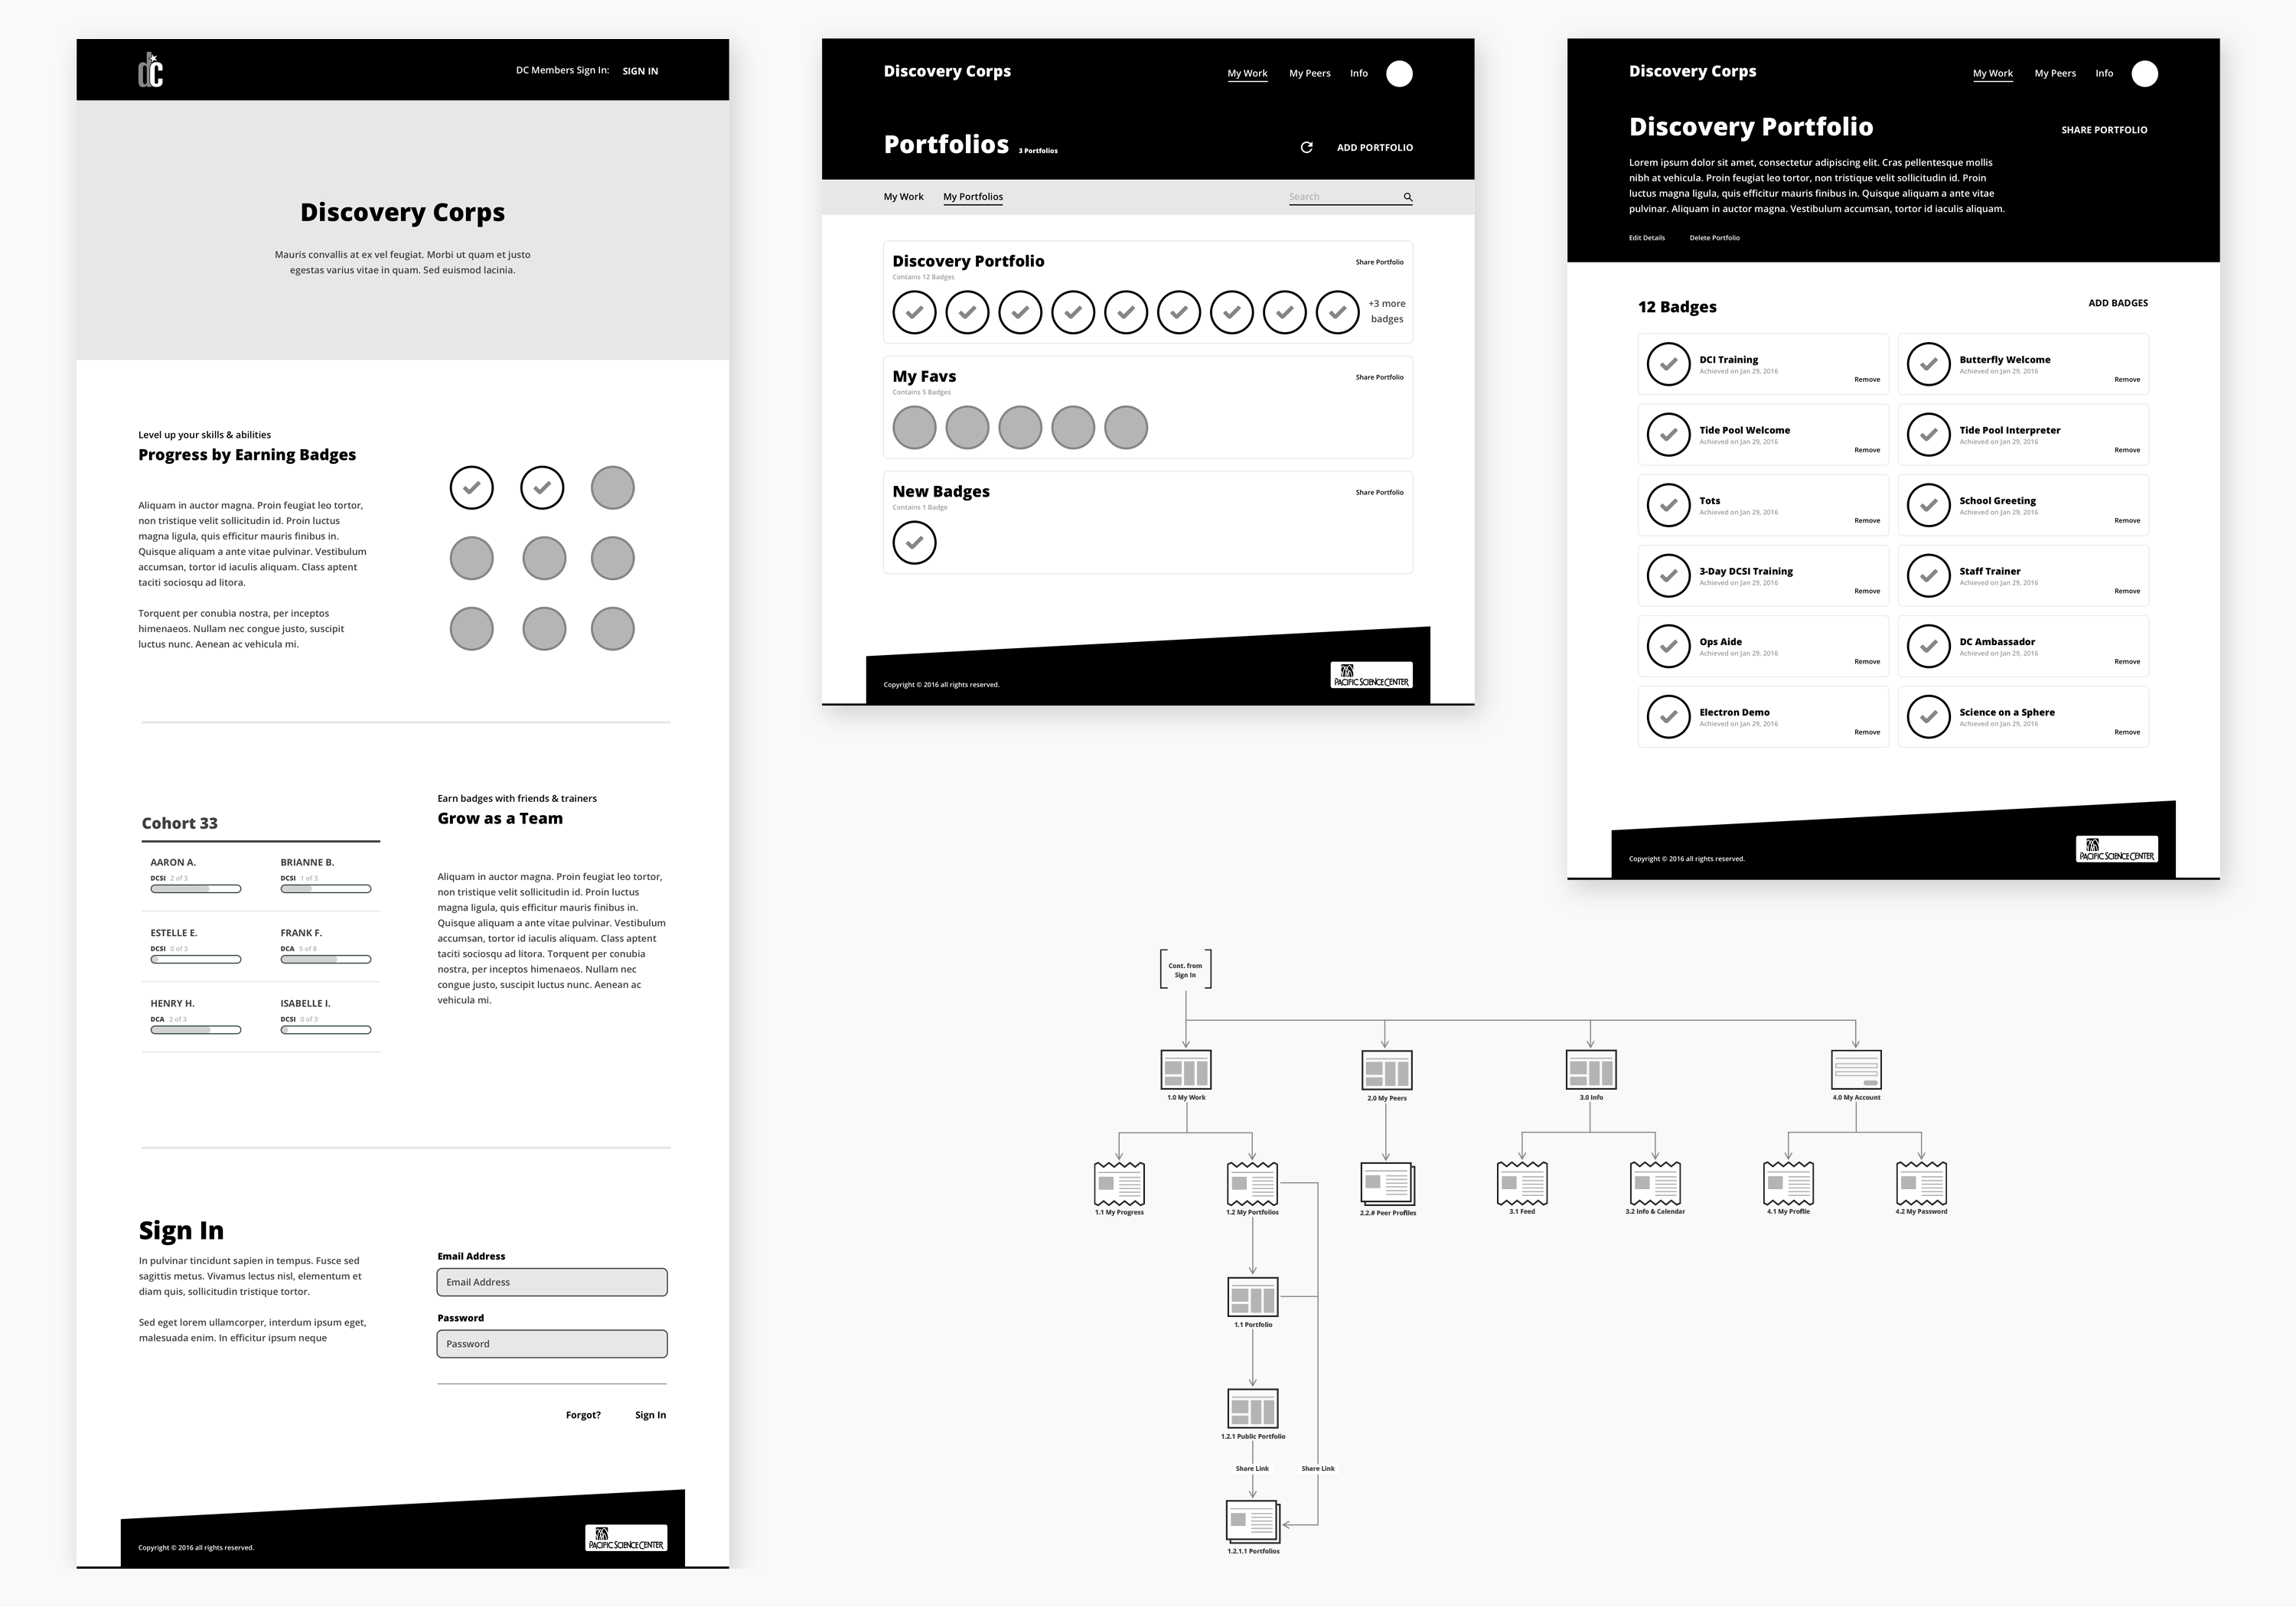 dC
DC Members Sign In: SIGN IN
Discovery Corps
Mauris convallis at ex vel feugiat. Morbi ut quam et justo
egestas varius vitae in quam. Sed euismod lacinia.
Level up your skills & abilities
Progress by Earning Badges
Aliquam in auctor magna. Proin feugiat leo tortor,
non tristique velit sollicitudin id. Proin luctus
magna ligula, quis efficitur mauris finibus in.
Quisque aliquam a ante vitae pulvinar. Vestibulum
accumsan, tortor id iaculis aliquam. Class aptent
taciti sociosqu ad litora.
Torquent per conubia nostra, per inceptos
himenaeos. Nullam nec congue justo, suscipit
luctus nunc. Aenean ac vehicula mi.
Cohort 33
AARON A.
DCSI 2 of 3
BRIANNE B.
DCSI 1 of 3
ESTELLE E.
DCSI 0 of 3
FRANK F.
DCA 5 of 8
HENRY H.
DCA 2 of 3
ISABELLE I.
DCSI 0 of 3
Earn badges with friends & trainers
Grow as a Team
Aliquam in auctor magna. Proin feugiat leo tortor,
non tristique velit sollicitudin id. Proin luctus
magna ligula, quis efficitur mauris finibus in.
Quisque aliquam a ante vitae pulvinar. Vestibulum
accumsan, tortor id iaculis aliquam. Class aptent
taciti sociosqu ad litora. Torquent per conubia
nostra, per inceptos himenaeos. Nullam nec
congue justo, suscipit luctus nunc. Aenean ac
vehicula mi.
Sign In
In pulvinar tincidunt sapien in tempus. Fusce sed
sagittis metus. Vivamus lectus nisl, elementum et
diam quis, sollicitudin tristique tortor.
Sed eget lorem ullamcorper, interdum ipsum eget,
malesuada enim. In efficitur ipsum neque
Email Address
Email Address
Password
Password
Forgot? Sign In
Copyright © 2016 all rights reserved.
PACIFIC SCIENCE CENTER
Discovery Corps
My Work My Peers Info
Portfolios 3 Portfolios
ADD PORTFOLIO
My Work My Portfolios
Search
Discovery Portfolio
Share Portfolio
Contains 12 Badges
+3 more
badges
My Favs
Share Portfolio
Contains 5 Badges
New Badges
Share Portfolio
Contains 1 Badge
Copyright © 2016 all rights reserved.
PACIFIC SCIENCE CENTER
Discovery Corps
My Work My Peers Info
Discovery Portfolio
SHARE PORTFOLIO
Lorem ipsum dolor sit amet, consectetur adipiscing elit. Cras pellentesque mollis
nibh at vehicula. Proin feugiat leo tortor, non tristique velit sollicitudin id. Proin
luctus magna ligula, quis efficitur mauris finibus in. Quisque aliquam a ante vitae
pulvinar. Aliquam in auctor magna. Vestibulum accumsan, tortor id iaculis aliquam.
Edit Details Delete Portfolio
12 Badges
ADD BADGES
DCI Training
Achieved on Jan 29, 2016
Remove
Butterfly Welcome
Achieved on Jan 29, 2016
Remove
Tide Pool Welcome
Achieved on Jan 29, 2016
Remove
Tide Pool Interpreter
Achieved on Jan 29, 2016
Remove
Tots
Achieved on Jan 29, 2016
Remove
School Greeting
Achieved on Jan 29, 2016
Remove
3-Day DCSI Training
Achieved on Jan 29, 2016
Remove
Staff Trainer
Achieved on Jan 29, 2016
Remove
Ops Aide
Achieved on Jan 29, 2016
Remove
DC Ambassador
Achieved on Jan 29, 2016
Remove
Electron Demo
Achieved on Jan 29, 2016
Remove
Science on a Sphere
Achieved on Jan 29, 2016
Remove
Copyright © 2016 all rights reserved.
PACIFIC SCIENCE CENTER
Cont. from
Sign In
1.0 My Work
2.0 My Peers
3.0 Info
4.0 My Account
1.1 My Progress
1.2 My Portfolios
2.2.# Peer Profiles
3.1 Feed
3.2 Info & Calendar
4.1 My Profile
4.2 My Password
1.1 Portfolio
1.2.1 Public Portfolio
Share Link
Share Link
1.2.1.1 Portfolios